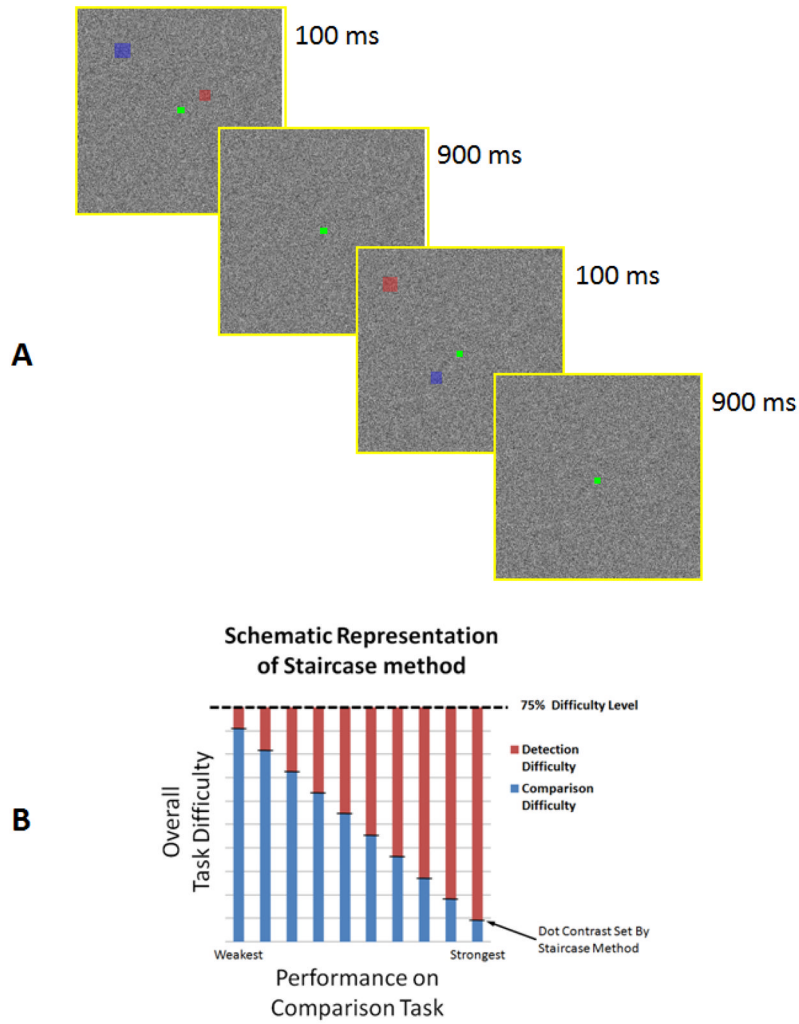 100 ms
900 ms
100 ms
A
900 ms
Schematic Representation
of Staircase method
75% Difficulty Level
Detection
Difficulty
Comparison
Difficulty
Overall
Task Difficulty
B
Dot Contrast Set By
Staircase Method
Weakest
Strongest
Performance on
Comparison Task